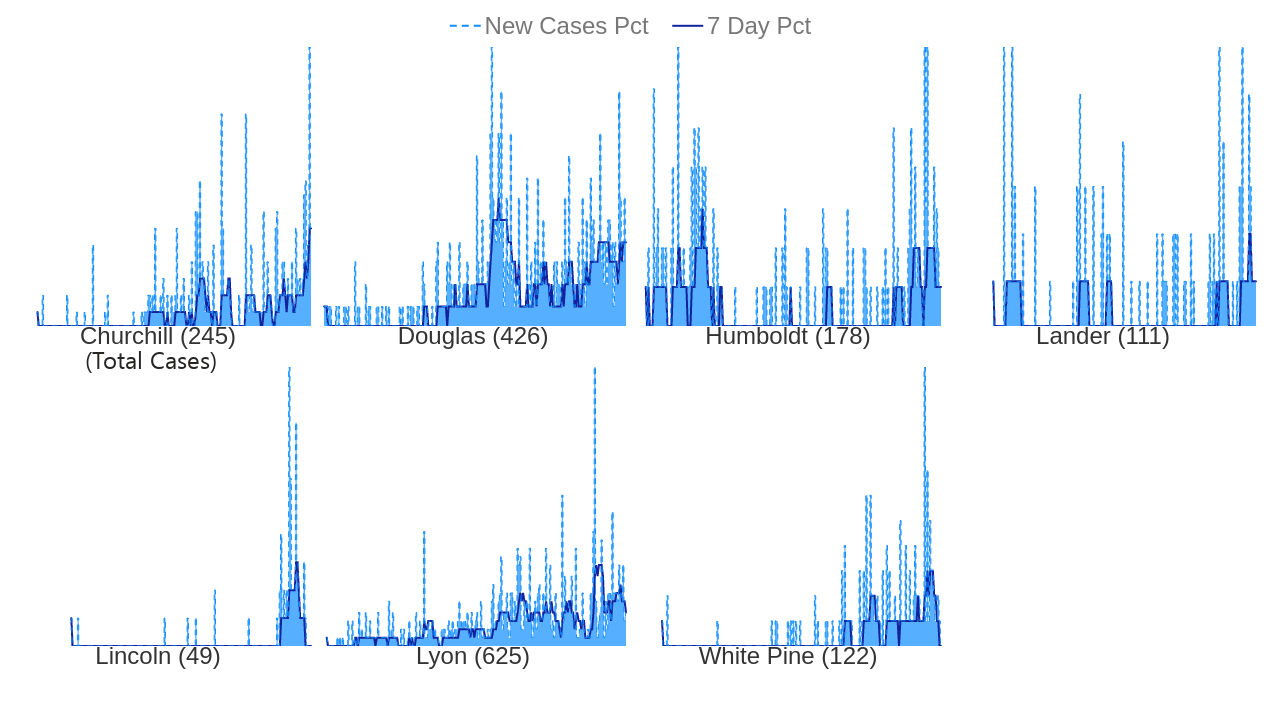 New Cases Pct 7 Day Pct
Churchill (245) Douglas (426) Humboldt (178) Lander (111)
(Total Cases)
Lincoln (49) Lyon (625) White Pine (122)